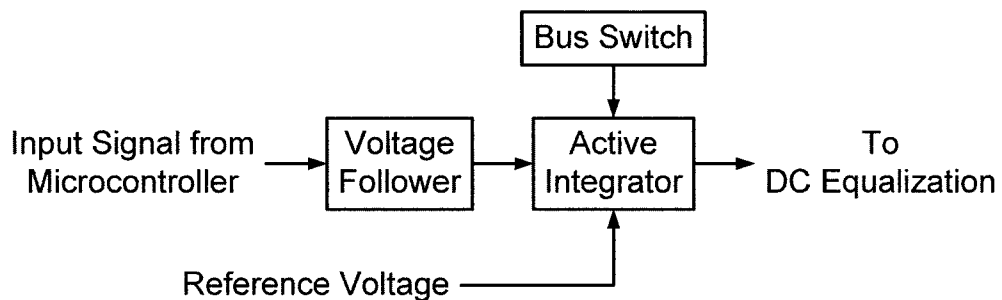 Bus Switch
Input Signal from
Microcontroller
Voltage
Follower
Active
Integrator
To
DC Equalization
Reference Voltage